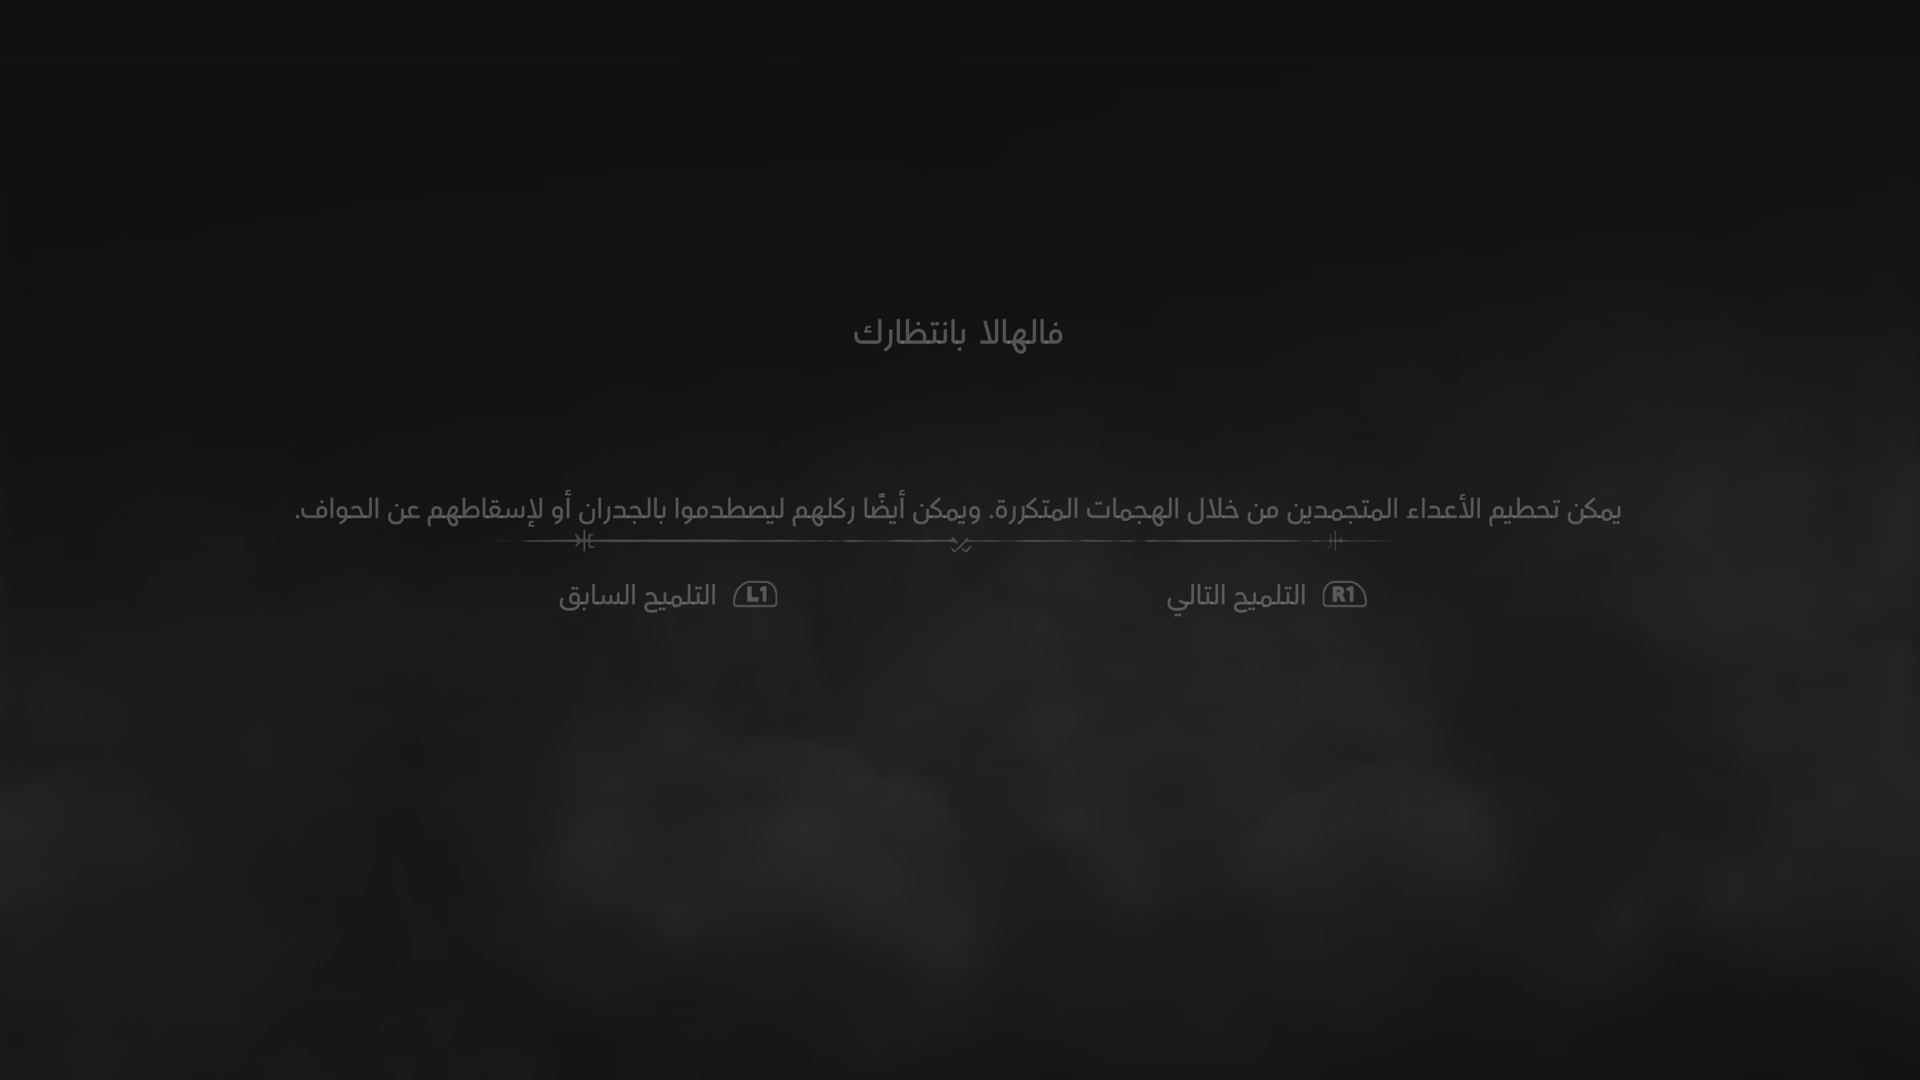 فالهالا بانتظارك
يمكن تحطيم الأعداء المتجمدين من خلال الهجمات المتكررة. ويمكن أيضًا ركلهم ليصطدموا بالجدران أو لإسقاطهم عن الحواف.
R1 التلميح التالي L1 التلميح السابق